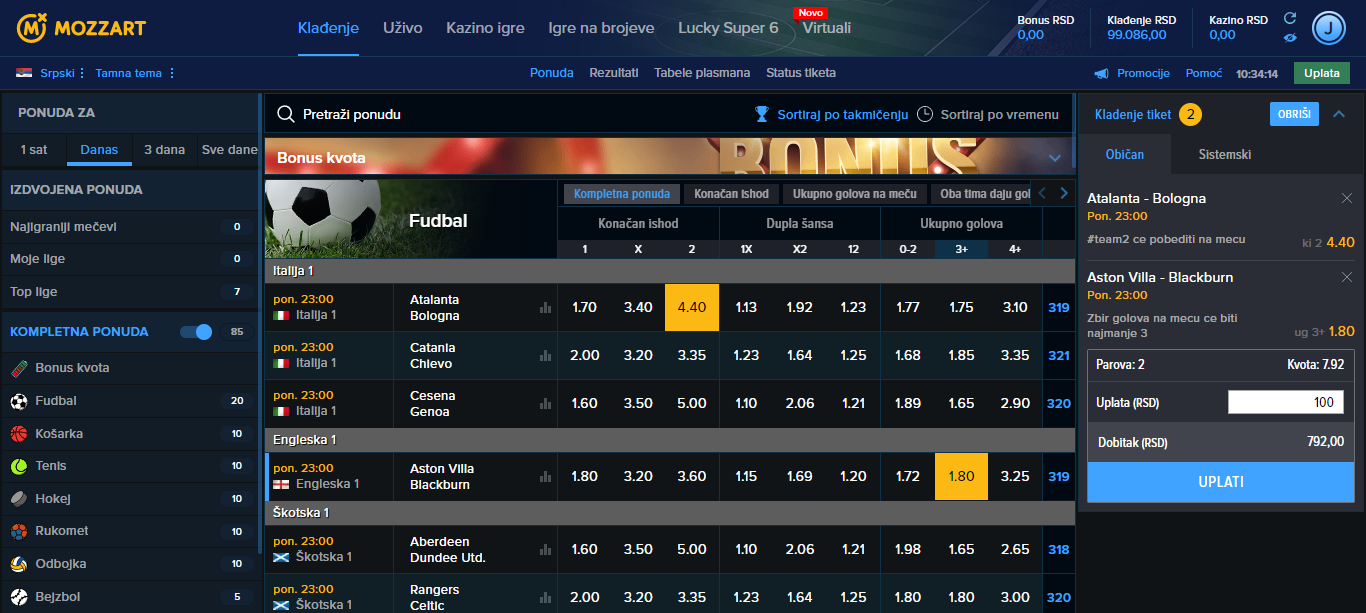 MOZZART
Klađenje
Uživo
Kazino igre
Igre na brojeve
Lucky Super 6
Novo
Virtuali
Bonus RSD
0,00
Klađenje RSD
99.086,00
Kazino RSD
0,00
J
Srpski
Tamna tema
Ponuda
Rezultati
Tabele plasmana
Status tiketa
Promocije
Pomoć
10:34:14
Uplata
PONUDA ZA
1 sat
Danas
3 dana
Sve dane
IZDVOJENA PONUDA
Najigraniji mečevi 0
Moje lige 0
Top lige 7
KOMPLETNA PONUDA 85
Bonus kvota
Fudbal 20
Košarka 10
Tenis 10
Hokej 10
Rukomet 10
Odbojka 10
Bejzbol 5
Pretraži ponudu
Sortiraj po takmičenju
Sortiraj po vremenu
Bonus kvota
BONUS
Fudbal
Kompletna ponuda
Konačan ishod
Ukupno golova na meču
Oba tima daju gol
Konačan ishod Dupla šansa Ukupno golova
1 X 2 1X X2 12 0-2 3+ 4+
Italija 1
pon. 23:00
Italija 1
Atalanta
Bologna
1.70 3.40 4.40 1.13 1.92 1.23 1.77 1.75 3.10 319
pon. 23:00
Italija 1
Catania
Chievo
2.00 3.20 3.35 1.23 1.64 1.25 1.68 1.85 3.35 321
pon. 23:00
Italija 1
Cesena
Genoa
1.60 3.50 5.00 1.10 2.06 1.21 1.89 1.65 2.90 320
Engleska 1
pon. 23:00
Engleska 1
Aston Villa
Blackburn
1.80 3.20 3.60 1.15 1.69 1.20 1.72 1.80 3.25 319
Škotska 1
pon. 23:00
Škotska 1
Aberdeen
Dundee Utd.
1.60 3.50 5.00 1.10 2.06 1.21 1.98 1.65 2.65 318
pon. 23:00
Škotska 1
Rangers
Celtic
2.00 3.20 3.35 1.23 1.64 1.25 1.80 1.80 3.00 320
Klađenje tiket 2
OBRIŠI
Običan
Sistemski
Atalanta - Bologna
Pon. 23:00
#team2 ce pobediti na mecu
ki 2 4.40
Aston Villa - Blackburn
Pon. 23:00
Zbir golova na mecu ce biti
najmanje 3
ug 3+ 1.80
Parova: 2 Kvota: 7.92
Uplata (RSD) 100
Dobitak (RSD) 792,00
UPLATI